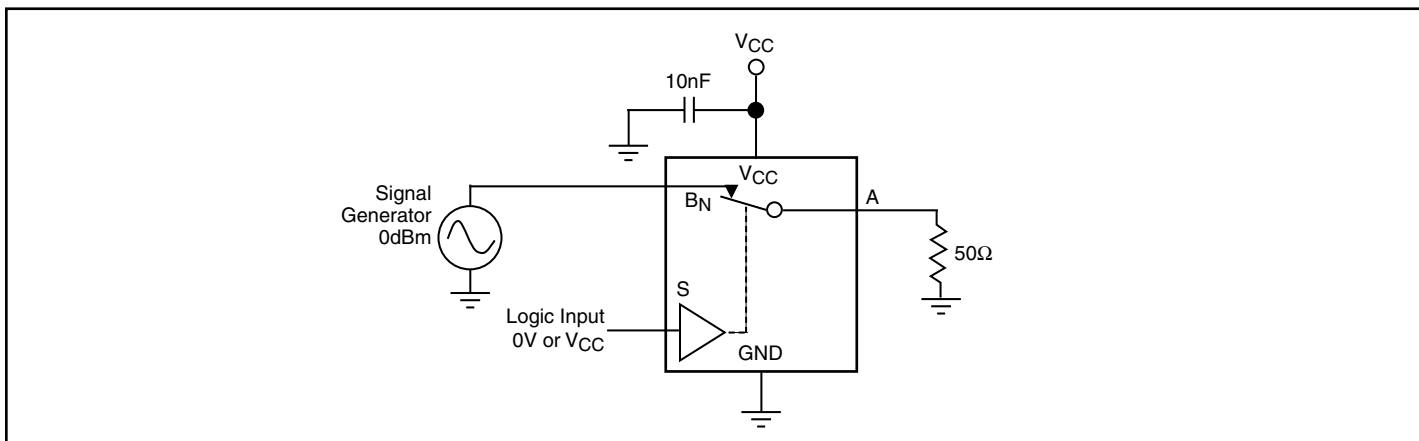 VCC
10nF
VCC
Signal
Generator
0dBm
BN
A
50Ω
S
Logic Input
0V or VCC
GND